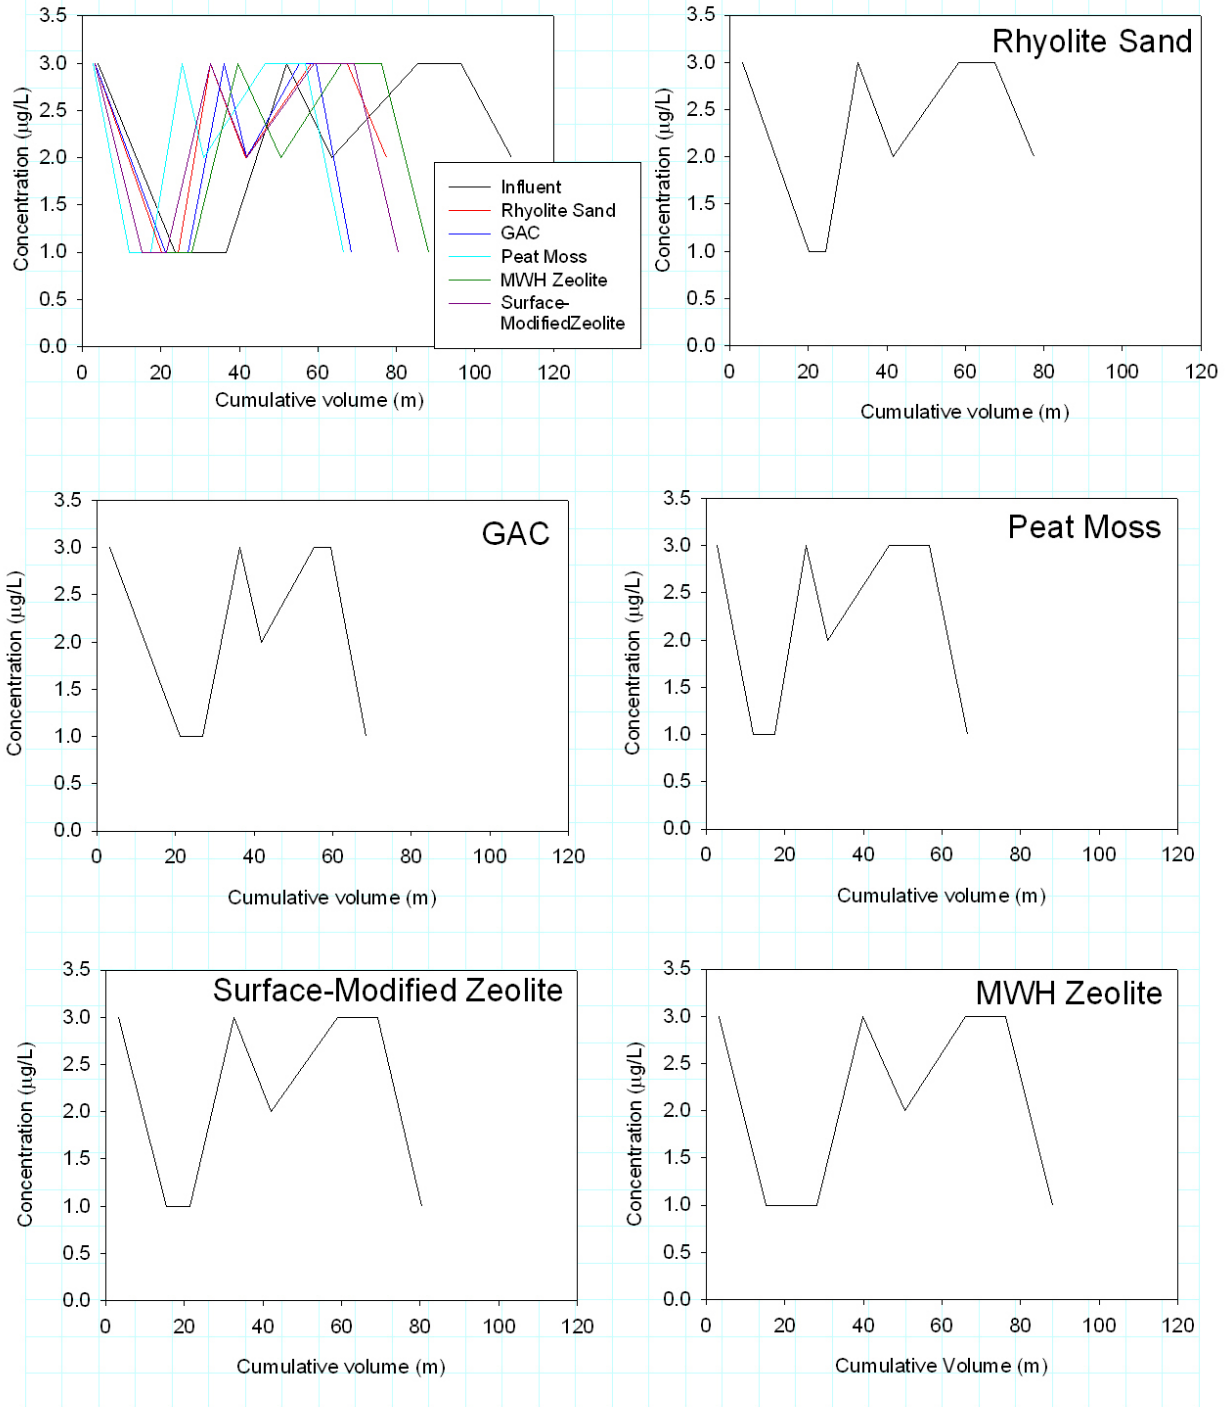 3.5
3.0
2.5
2.0
1.5
1.0
0.5
0.0
Concentration (µg/L)
0 20 40 60 80 100 120
Cumulative volume (m)
Influent
Rhyolite Sand
GAC
Peat Moss
MWH Zeolite
Surface-
ModifiedZeolite
Rhyolite Sand
3.5
3.0
2.5
2.0
1.5
1.0
0.5
0.0
Concentration (µg/L)
0 20 40 60 80 100 120
Cumulative volume (m)
GAC
3.5
3.0
2.5
2.0
1.5
1.0
0.5
0.0
Concentration (µg/L)
0 20 40 60 80 100 120
Cumulative volume (m)
Peat Moss
3.5
3.0
2.5
2.0
1.5
1.0
0.5
0.0
Concentration (µg/L)
0 20 40 60 80 100 120
Cumulative volume (m)
Surface-Modified Zeolite
3.5
3.0
2.5
2.0
1.5
1.0
0.5
0.0
Concentration (µg/L)
0 20 40 60 80 100 120
Cumulative volume (m)
MWH Zeolite
3.5
3.0
2.5
2.0
1.5
1.0
0.5
0.0
Concentration (µg/L)
0 20 40 60 80 100 120
Cumulative Volume (m)